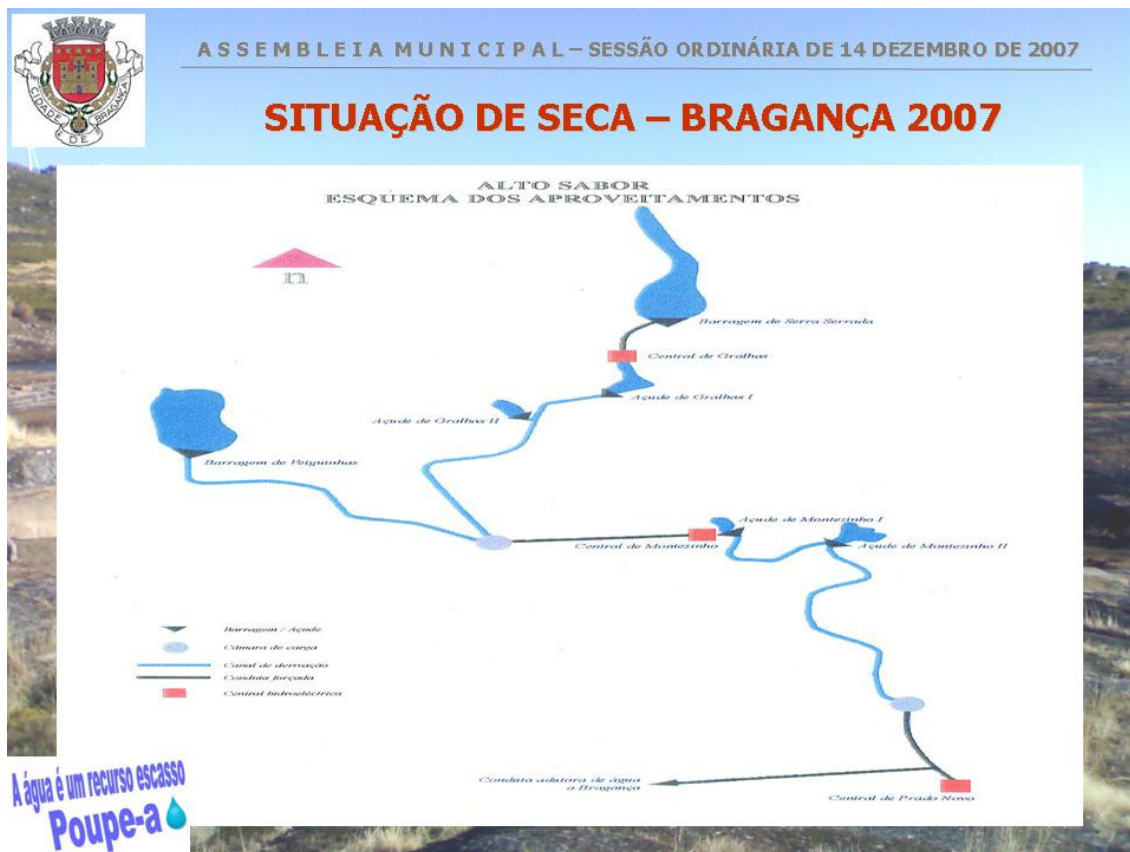 ASSEMBLEIA MUNICIPAL – SESSÃO ORDINÁRIA DE 14 DEZEMBRO DE 2007
SITUAÇÃO DE SECA – BRAGANÇA 2007
CIDADE DE BRAGANÇA
ALTO SABOR
ESQUEMA DOS APROVEITAMENTOS
n
Barragem de Serra Serrada
Central de Gralhas
Açude de Gralhas I
Açude de Gralhas II
Barragem de Veiguinhas
Açude de Montezinho I
Central de Montezinho
Açude de Montezinho II
Barragem / Açude
Câmara de carga
Canal de derivação
Conduta forçada
Central hidroeléctrica
Conduta adutora de água
a Bragança
Central de Prado Novo
A água é um recurso escasso
Poupe-a